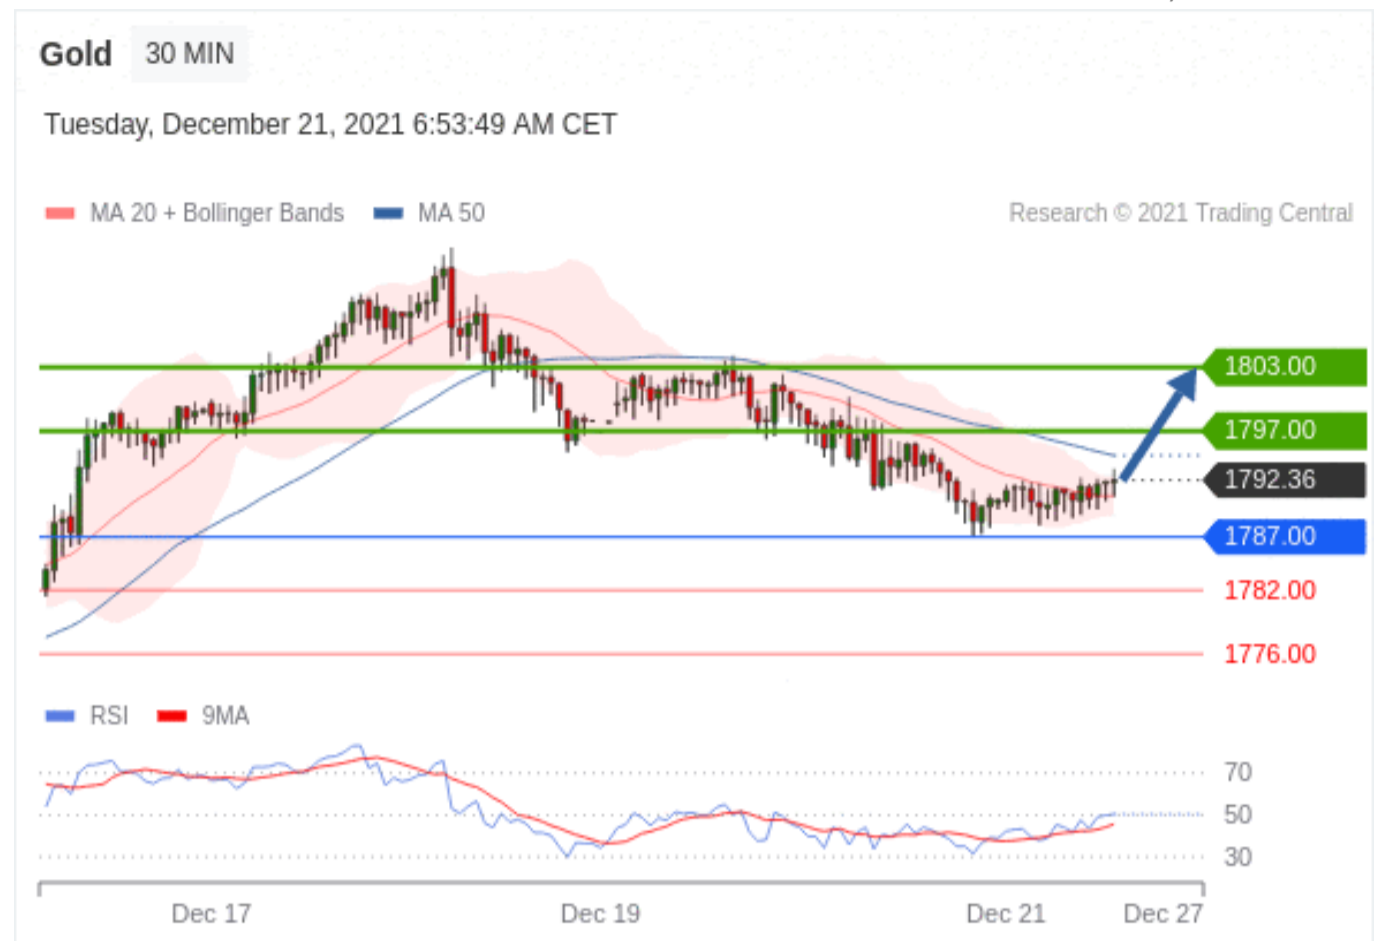 Gold 30 MIN
Tuesday, December 21, 2021 6:53:49 AM CET
MA 20 + Bollinger Bands MA 50 Research © 2021 Trading Central
1803.00
1797.00
1792.36
1787.00
1782.00
1776.00
RSI 9MA
70
50
30
Dec 17 Dec 19 Dec 21 Dec 27